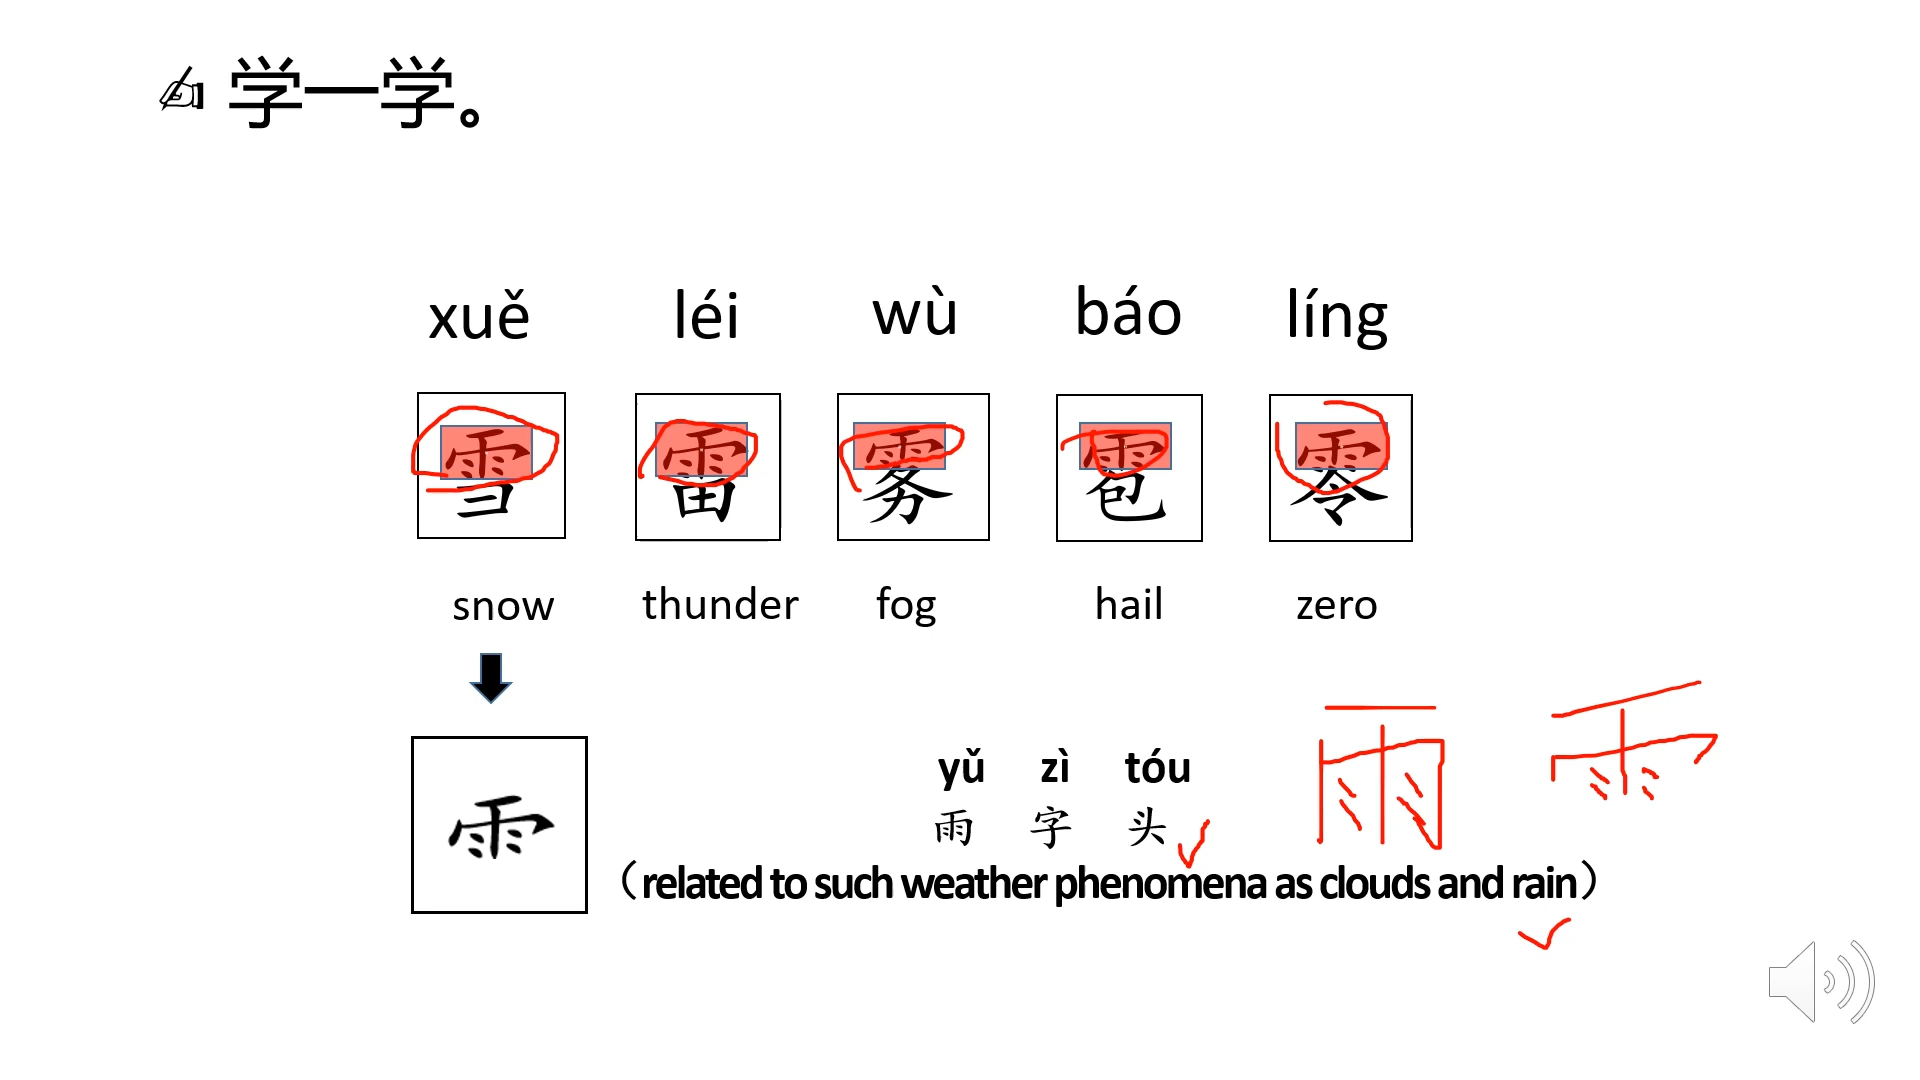 ✍ 学一学。
xuě léi wù báo líng
雪 雷 雾 雹 零
snow thunder fog hail zero
yǔ zì tóu
⻗ 雨 字 头 雨 ⻗
（related to such weather phenomena as clouds and rain）